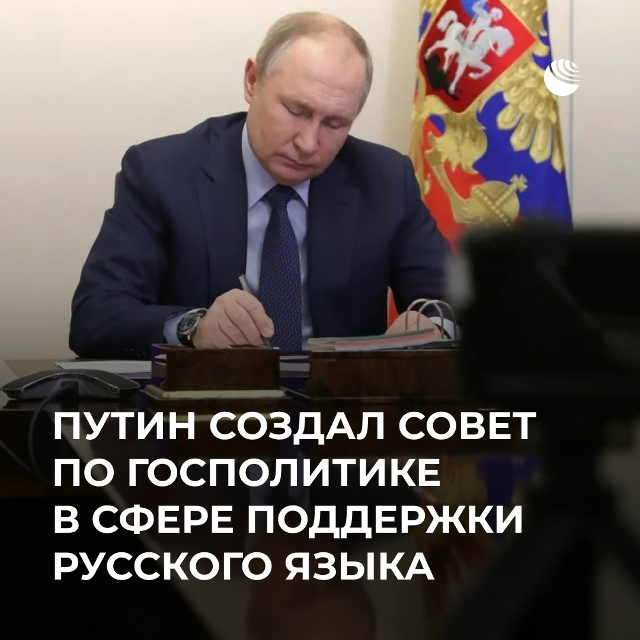 ПУТИН СОЗДАЛ СОВЕТ
ПО ГОСПОЛИТИКЕ
В СФЕРЕ ПОДДЕРЖКИ
РУССКОГО ЯЗЫКА